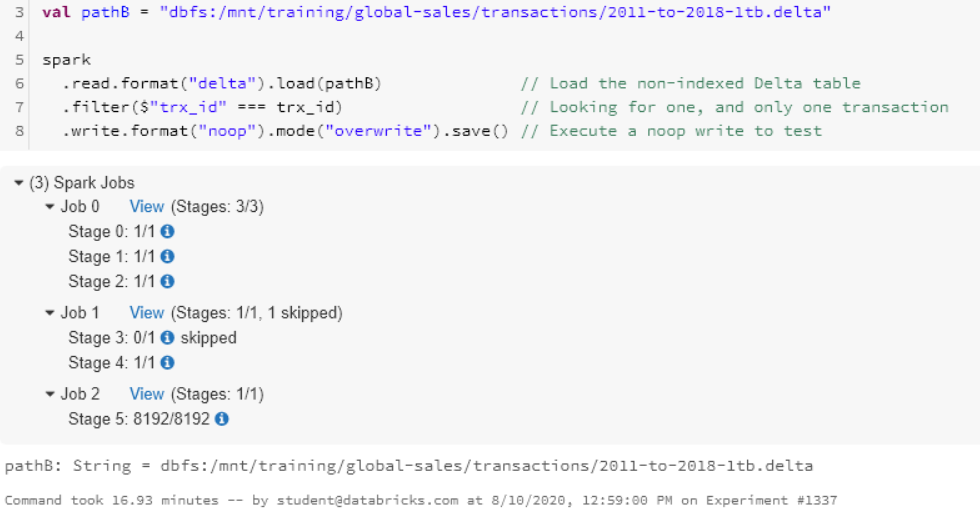 3 val pathB = "dbfs:/mnt/training/global-sales/transactions/2011-to-2018-1tb.delta"
4
5 spark
6 .read.format("delta").load(pathB) // Load the non-indexed Delta table
7 .filter($"trx_id" === trx_id) // Looking for one, and only one transaction
8 .write.format("noop").mode("overwrite").save() // Execute a noop write to test
(3) Spark Jobs
Job 0 View (Stages: 3/3)
Stage 0: 1/1
Stage 1: 1/1
Stage 2: 1/1
Job 1 View (Stages: 1/1, 1 skipped)
Stage 3: 0/1 skipped
Stage 4: 1/1
Job 2 View (Stages: 1/1)
Stage 5: 8192/8192
pathB: String = dbfs:/mnt/training/global-sales/transactions/2011-to-2018-1tb.delta
Command took 16.93 minutes -- by student@databricks.com at 8/10/2020, 12:59:00 PM on Experiment #1337